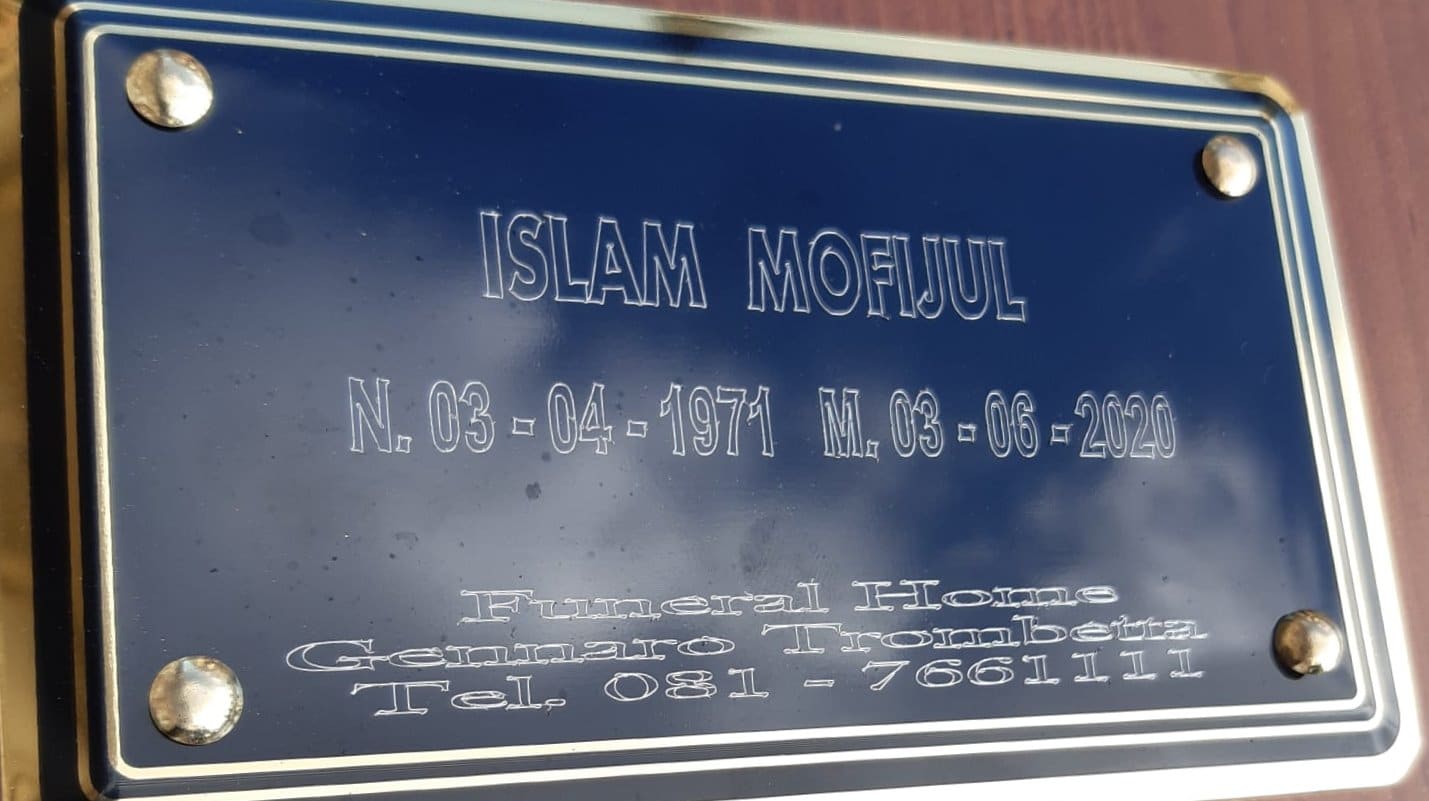 ISLAM MOFIJUL
N. 03 - 04 - 1971 M. 03 - 06 - 2020
Funeral Home
Gennaro Trombetta
Tel. 081 - 7661111